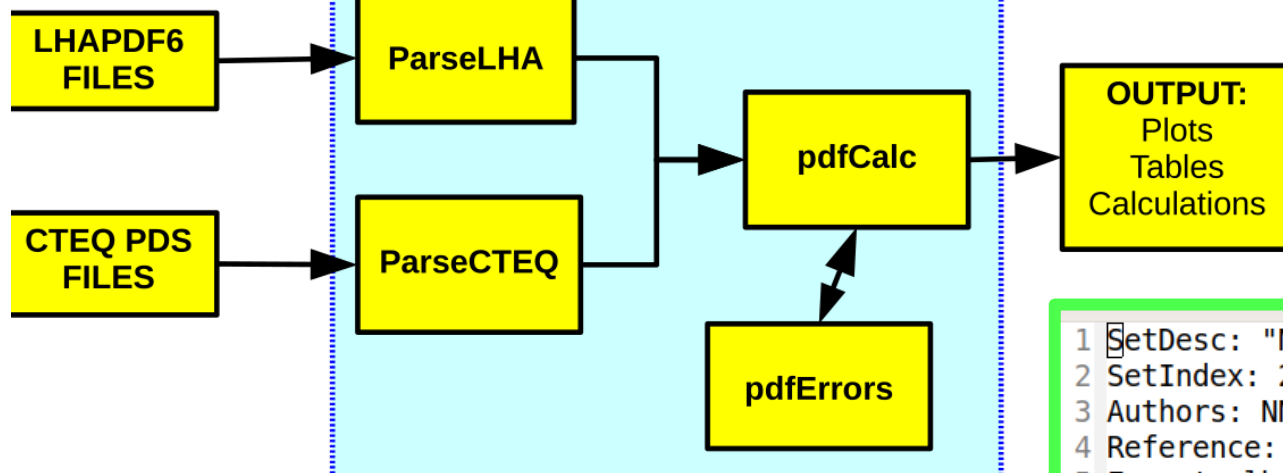 LHAPDF6
FILES
ParseLHA
pdfCalc
OUTPUT:
Plots
Tables
Calculations
CTEQ PDS
FILES
ParseCTEQ
pdfErrors
1 SetDesc:
2 SetIndex:
3 Authors:
4 Reference: